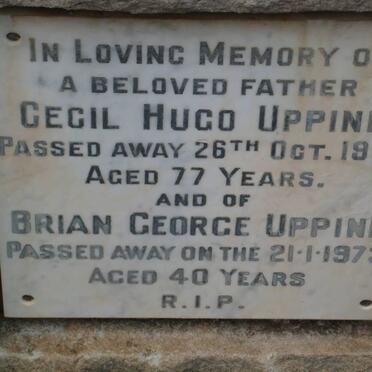 IN LOVING MEMORY O
A BELOVED FATHER
CECIL HUGO UPPIN
PASSED AWAY 26TH OCT. 19
AGED 77 YEARS.
AND OF
BRIAN GEORGE UPPIN
PASSED AWAY ON THE 21-1-197
AGED 40 YEARS
R.I.P.